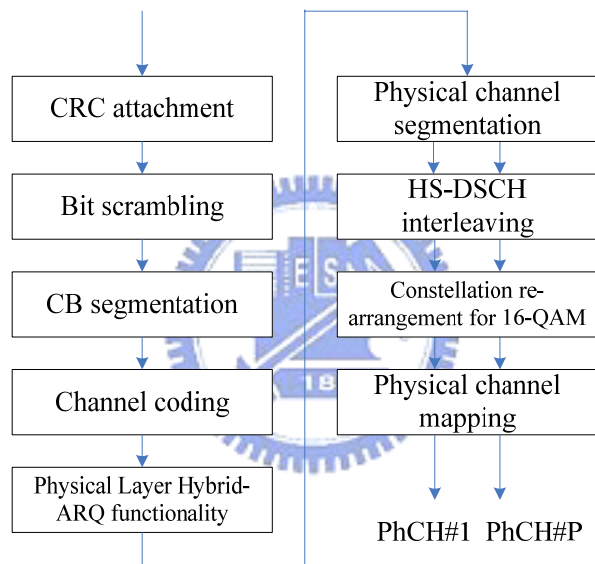 CRC attachment
Bit scrambling
CB segmentation
Channel coding
Physical Layer Hybrid-
ARQ functionality
Physical channel
segmentation
HS-DSCH
interleaving
Constellation re-
arrangement for 16-QAM
Physical channel
mapping
PhCH#1 PhCH#P